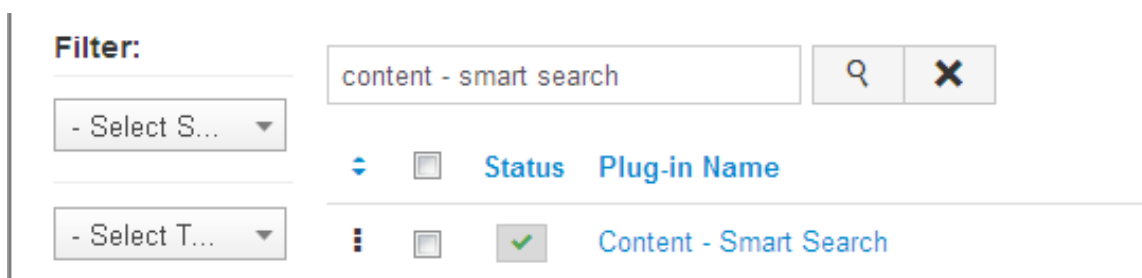 Filter:
content - smart search
- Select S...
Status Plug-in Name
- Select T...
Content - Smart Search